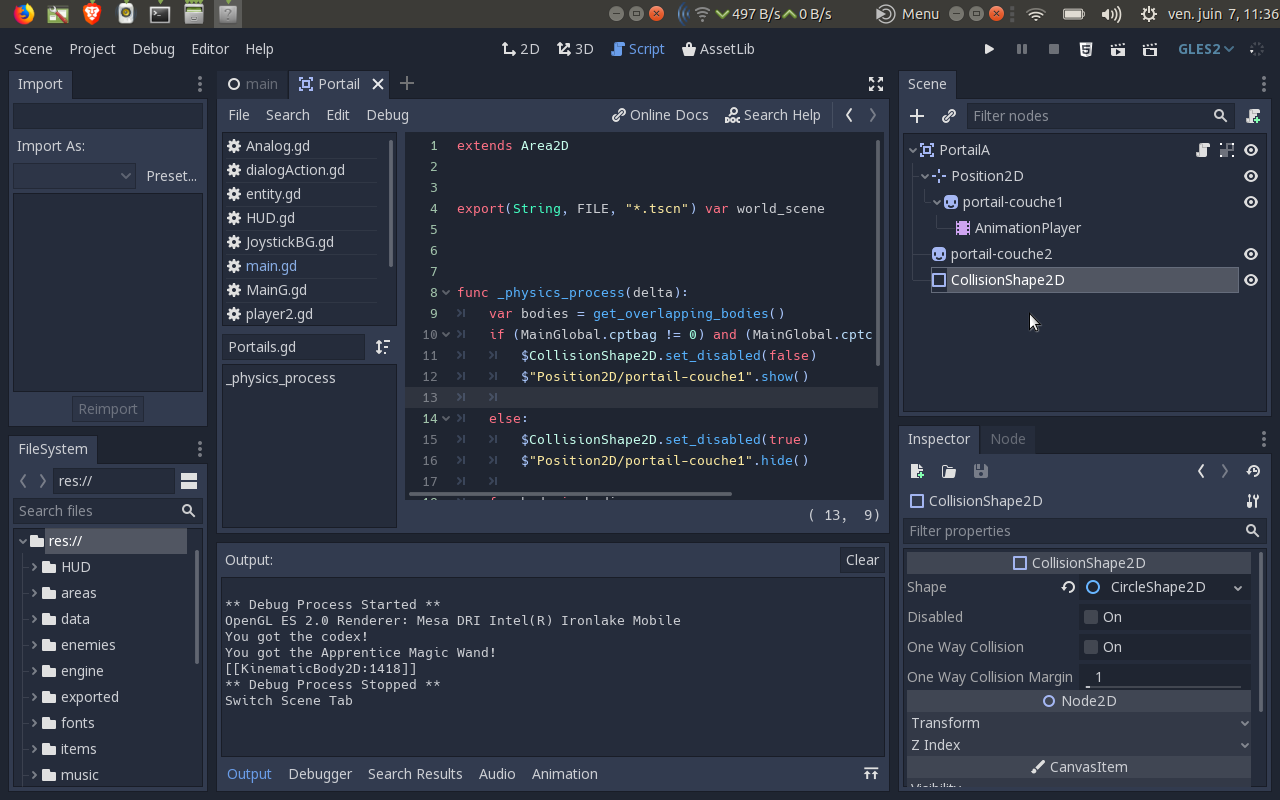 497 B/s 0 B/s Menu ven. juin 7, 11:36
Scene Project Debug Editor Help 2D 3D Script AssetLib GLES2
Import
Import As:
Preset...
Reimport
FileSystem
res://
Search files
res://
HUD
areas
data
enemies
engine
exported
fonts
items
music
main Portail
File Search Edit Debug Online Docs Search Help
Analog.gd
dialogAction.gd
entity.gd
HUD.gd
JoystickBG.gd
main.gd
MainG.gd
player2.gd
Portails.gd
_physics_process
1 extends Area2D
2
3
4 export(String, FILE, "*.tscn") var world_scene
5
6
7
8 func _physics_process(delta):
9 var bodies = get_overlapping_bodies()
10 if (MainGlobal.cptbag != 0) and (MainGlobal.cptc
11 $CollisionShape2D.set_disabled(false)
12 $"Position2D/portail-couche1".show()
13
14 else:
15 $CollisionShape2D.set_disabled(true)
16 $"Position2D/portail-couche1".hide()
17
( 13, 9)
Output:
Clear
** Debug Process Started **
OpenGL ES 2.0 Renderer: Mesa DRI Intel(R) Ironlake Mobile
You got the codex!
You got the Apprentice Magic Wand!
[[KinematicBody2D:1418]]
** Debug Process Stopped **
Switch Scene Tab
Output Debugger Search Results Audio Animation
Scene
Filter nodes
PortailA
Position2D
portail-couche1
AnimationPlayer
portail-couche2
CollisionShape2D
Inspector Node
CollisionShape2D
Filter properties
CollisionShape2D
Shape CircleShape2D
Disabled On
One Way Collision On
One Way Collision Margin 1
Node2D
Transform
Z Index
CanvasItem
Visibility